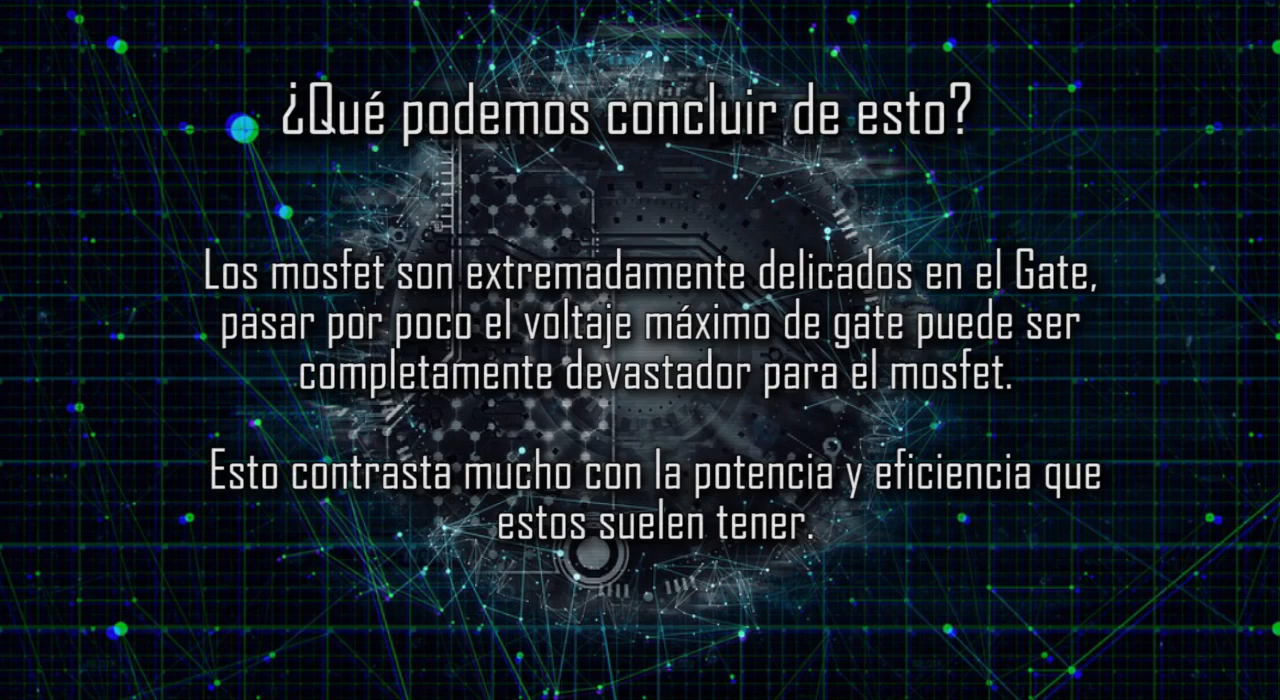 ¿Qué podemos concluir de esto?
Los mosfet son extremadamente delicados en el Gate,
pasar por poco el voltaje máximo de gate puede ser
completamente devastador para el mosfet.
Esto contrasta mucho con la potencia y eficiencia que
estos suelen tener.